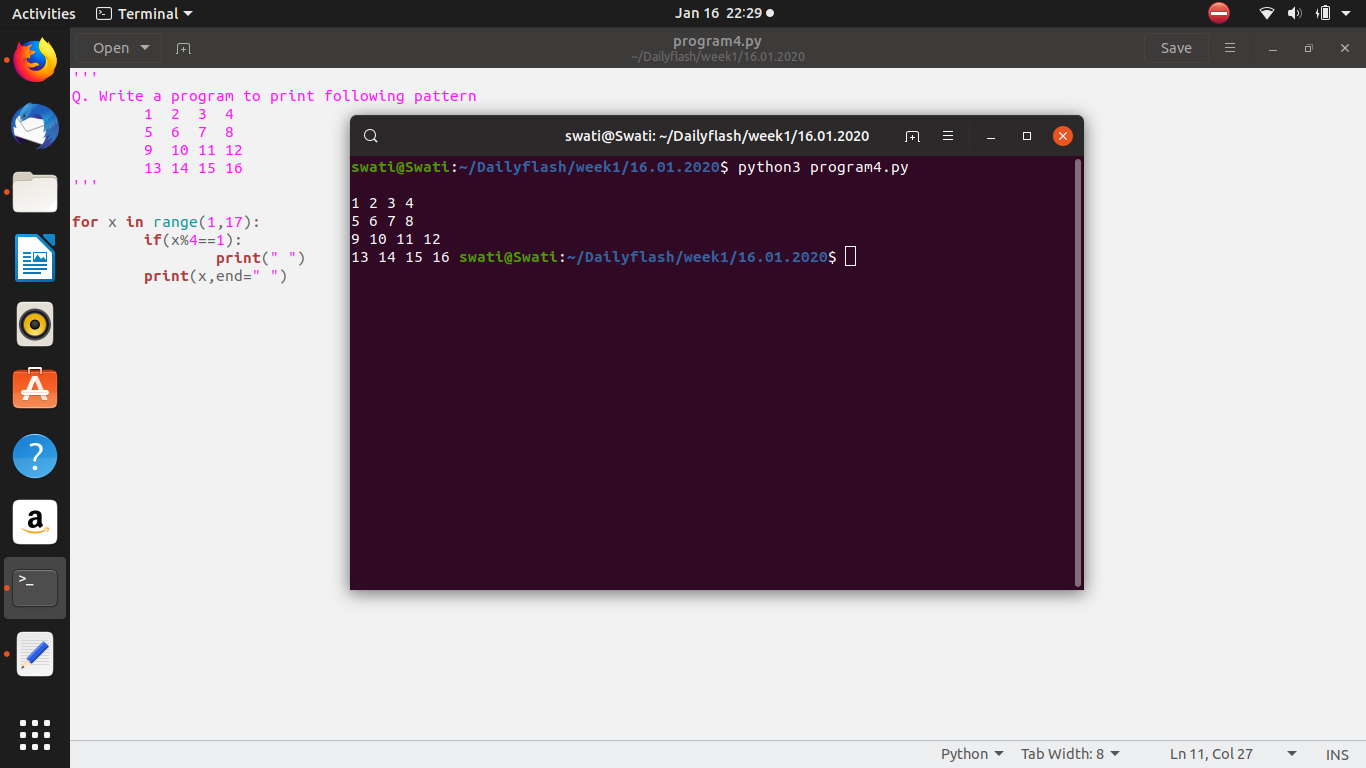 Activities Terminal Jan 16 22:29
Open program4.py Save
~/Dailyflash/week1/16.01.2020
'''
Q. Write a program to print following pattern
1 2 3 4
5 6 7 8
9 10 11 12
13 14 15 16
'''
for x in range(1,17):
if(x%4==1):
print(" ")
print(x,end=" ")
swati@Swati: ~/Dailyflash/week1/16.01.2020
swati@Swati:~/Dailyflash/week1/16.01.2020$ python3 program4.py
1 2 3 4
5 6 7 8
9 10 11 12
13 14 15 16 swati@Swati:~/Dailyflash/week1/16.01.2020$
?
a
>_
Python Tab Width: 8 Ln 11, Col 27 INS